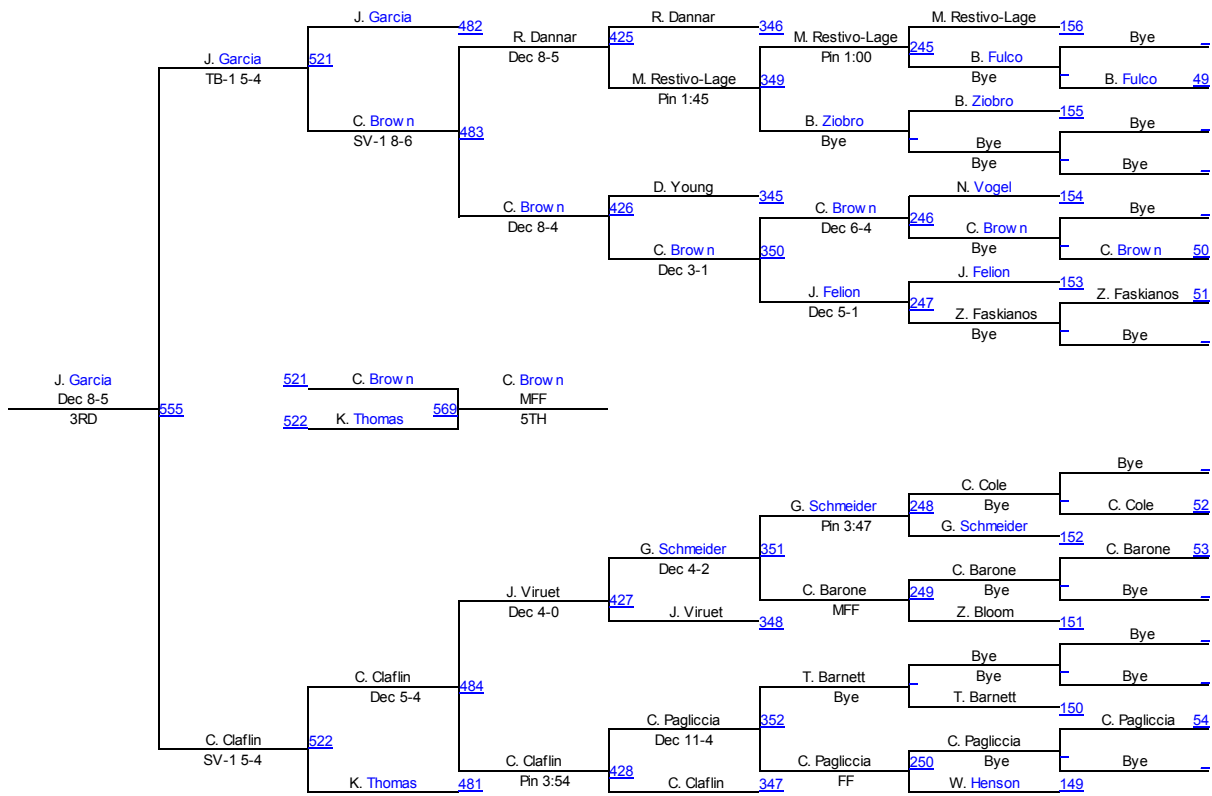 J. Garcia 482
R. Dannar 346
M. Restivo-Lage 156
R. Dannar 425
M. Restivo-Lage 245
Bye
Dec 8-5
Pin 1:00
J. Garcia 521
B. Fulco
TB-1 5-4
M. Restivo-Lage 349
Bye
B. Fulco 49
Pin 1:45
B. Ziobro 155
C. Brown 483
B. Ziobro
Bye
SV-1 8-6
Bye
Bye
Bye
Bye
D. Young 345
N. Vogel 154
C. Brown 426
C. Brown 246
Bye
Dec 8-4
Dec 6-4
C. Brown
C. Brown 350
Bye
C. Brown 50
Dec 3-1
J. Felion 153
J. Felion 247
Z. Faskianos 51
Dec 5-1
Z. Faskianos
Bye
Bye
J. Garcia
521 C. Brown
C. Brown
Dec 8-5
MFF
555
569
3RD
5TH
522 K. Thomas
Bye
C. Cole
G. Schmeider 248
Bye
C. Cole 52
Pin 3:47
G. Schmeider 152
G. Schmeider 351
C. Barone 53
Dec 4-2
C. Barone
J. Viruet 427
C. Barone 249
Bye
Bye
Dec 4-0
MFF
J. Viruet 348
Z. Bloom 151
Bye
Bye
C. Claflin 484
T. Barnett
Bye
Bye
Dec 5-4
Bye
T. Barnett 150
C. Pagliccia 352
C. Pagliccia 54
Dec 11-4
C. Claflin 522
C. Pagliccia
SV-1 5-4
C. Claflin 428
C. Pagliccia 250
Bye
Bye
Pin 3:54
FF
K. Thomas 481
C. Claflin 347
W. Henson 149